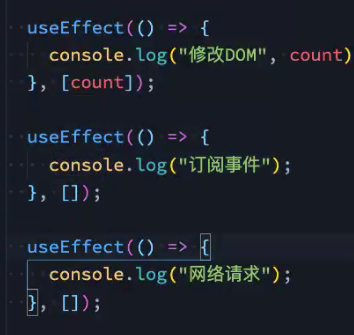 useEffect(() => {
console.log("修改DOM", count)
}, [count]);
useEffect(() => {
console.log("订阅事件");
}, []);
useEffect(() => {
console.log("网络请求");
}, []);